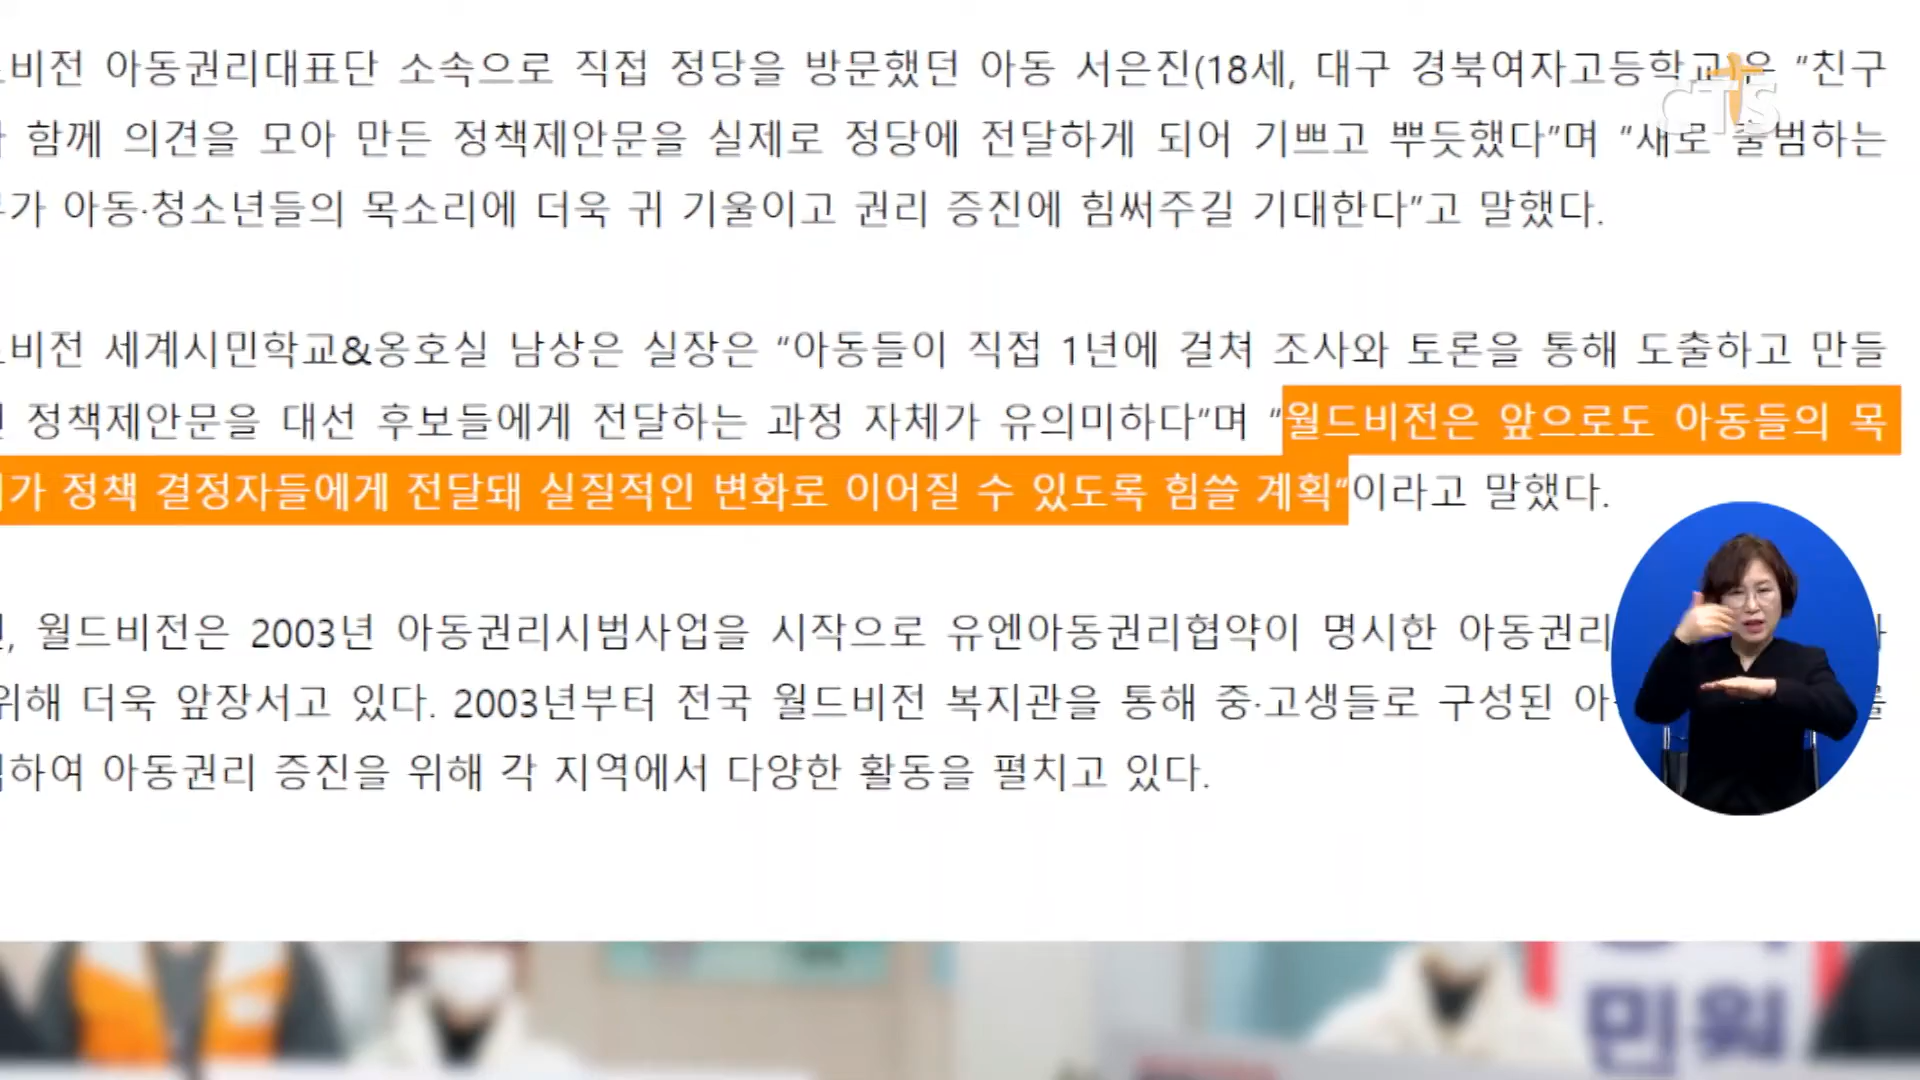 비전 아동권리대표단 소속으로 직접 정당을 방문했던 아동 서은진(18세, 대구 경북여자고등학교)은 "친구
함께 의견을 모아 만든 정책제안문을 실제로 정당에 전달하게 되어 기쁘고 뿌듯했다"며 "새로 출범하는
가 아동·청소년들의 목소리에 더욱 귀 기울이고 권리 증진에 힘써주길 기대한다"고 말했다.
비전 세계시민학교&옹호실 남상은 실장은 "아동들이 직접 1년에 걸쳐 조사와 토론을 통해 도출하고 만들
정책제안문을 대선 후보들에게 전달하는 과정 자체가 유의미하다"며 "월드비전은 앞으로도 아동들의 목
가 정책 결정자들에게 전달돼 실질적인 변화로 이어질 수 있도록 힘쓸 계획"이라고 말했다.
, 월드비전은 2003년 아동권리시범사업을 시작으로 유엔아동권리협약이 명시한 아동권리
위해 더욱 앞장서고 있다. 2003년부터 전국 월드비전 복지관을 통해 중·고생들로 구성된 아
하여 아동권리 증진을 위해 각 지역에서 다양한 활동을 펼치고 있다.
CTS
민원